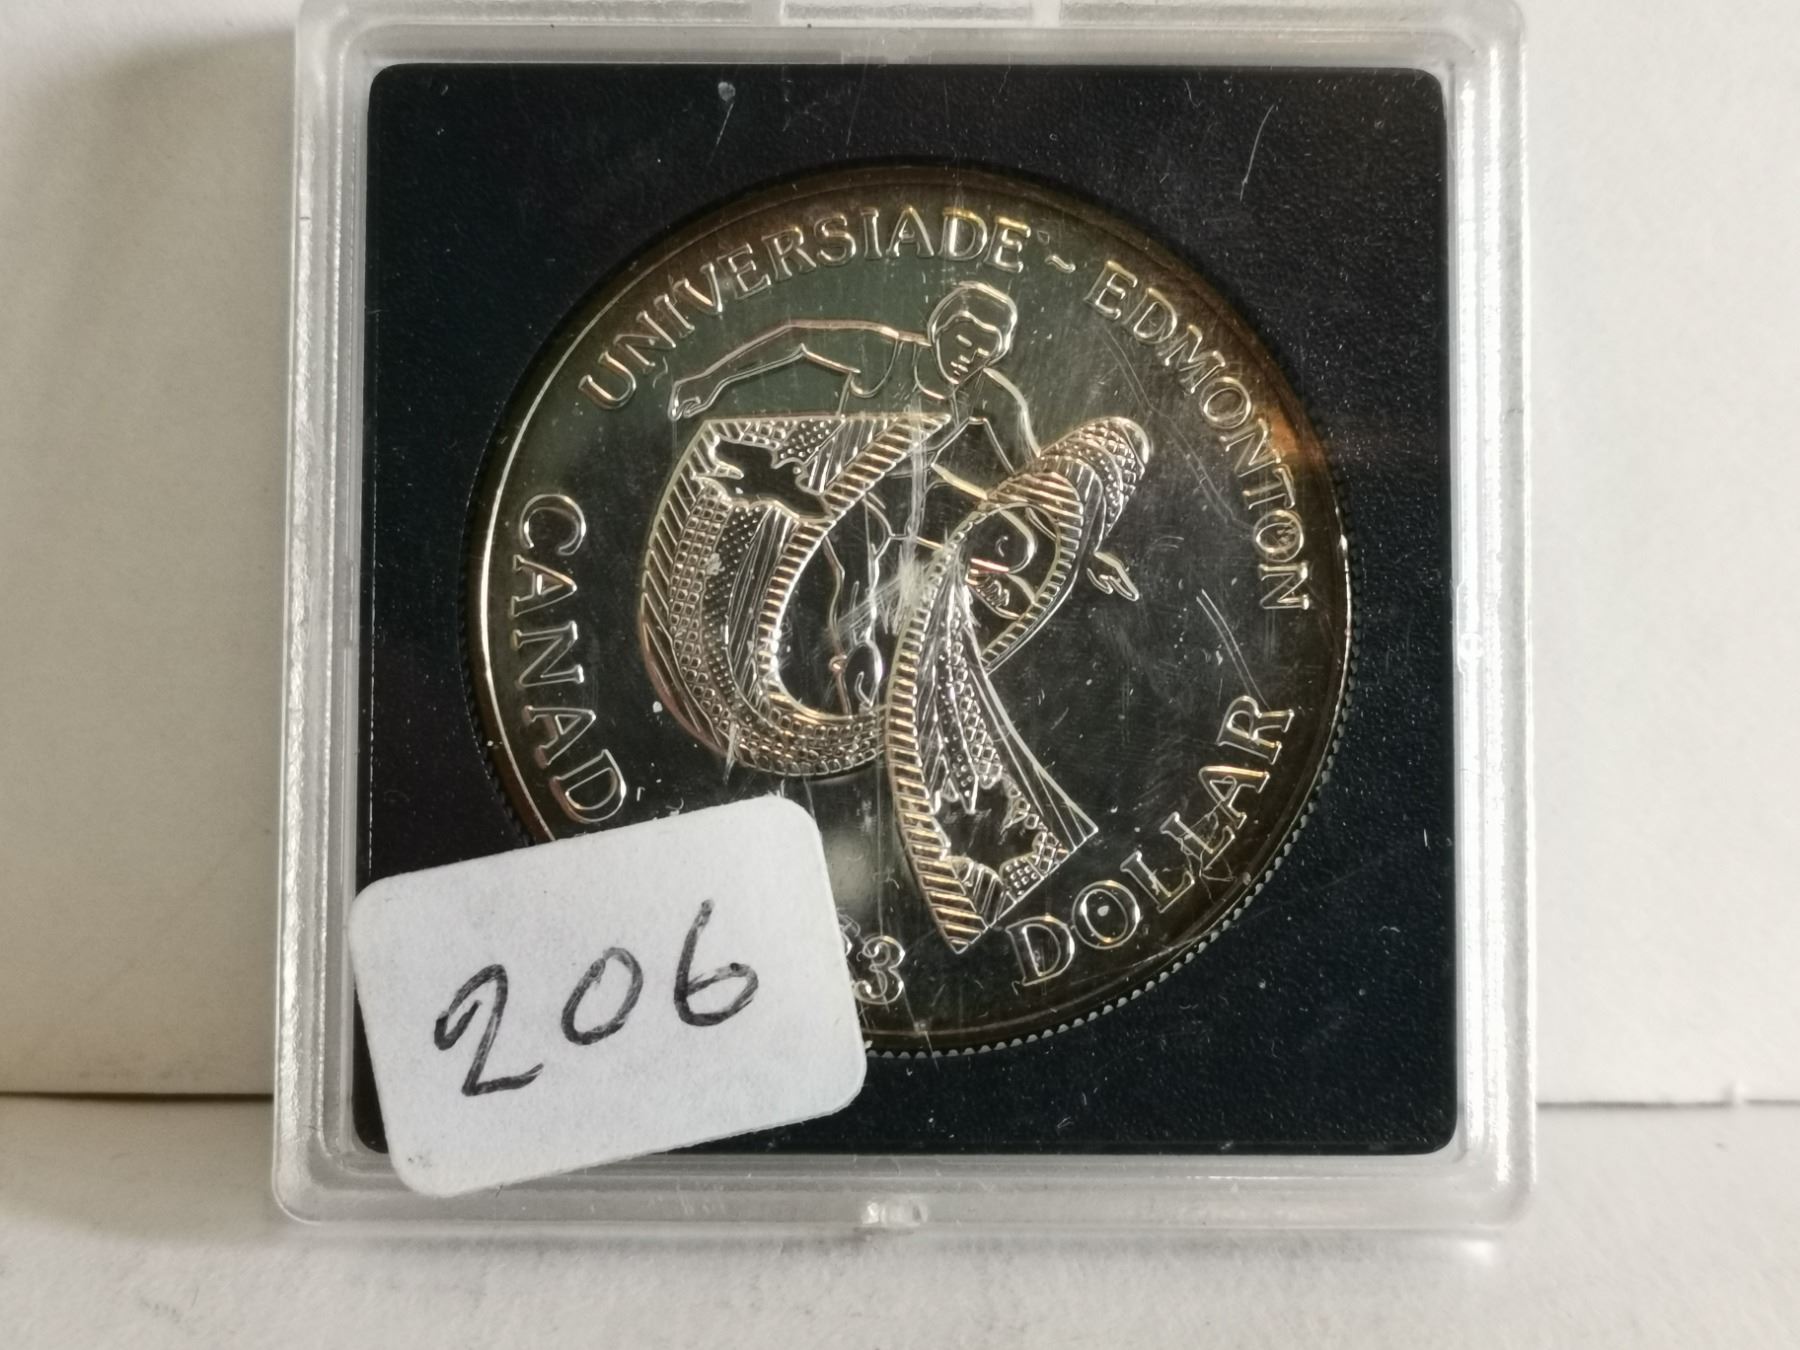 UNIVERSIADE ~ EDMONTON
CANAD
DOLLAR
3
206